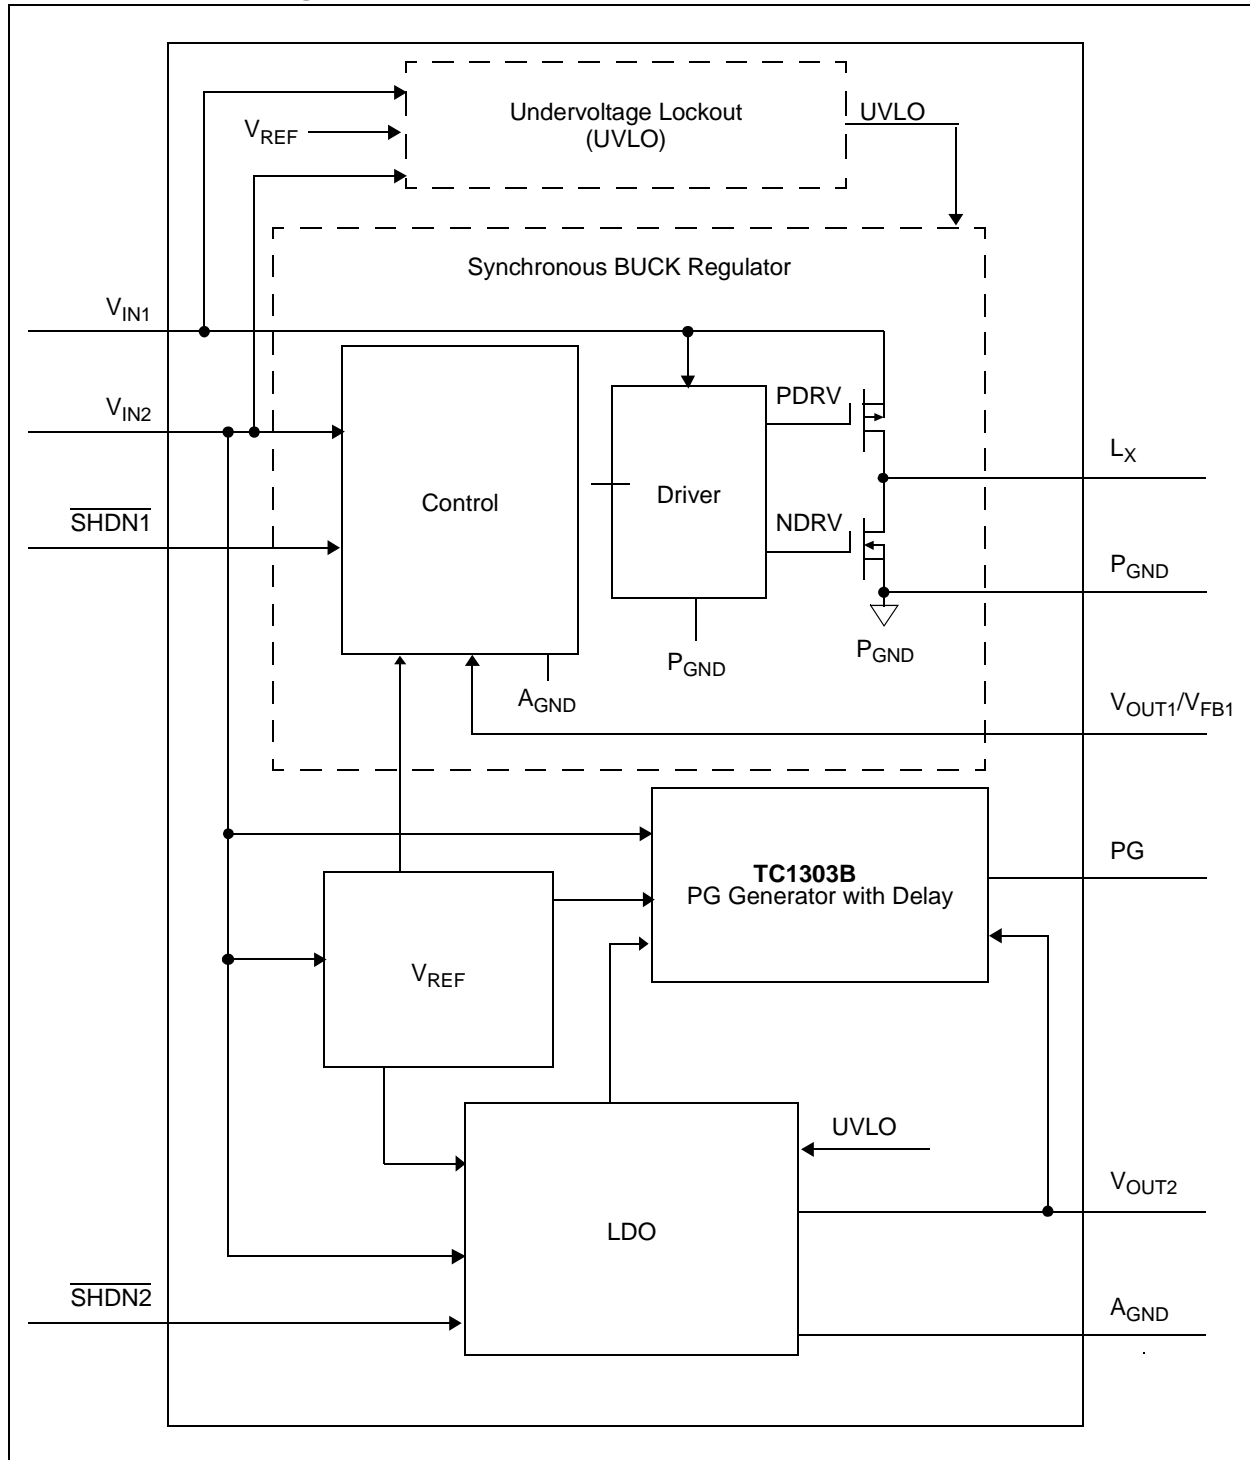 Undervoltage Lockout
(UVLO)
UVLO
VREF
Synchronous BUCK Regulator
VIN1
PDRV
VIN2
LX
Control
Driver
SHDN1
NDRV
PGND
PGND
PGND
AGND
VOUT1/VFB1
TC1303B
PG Generator with Delay
PG
VREF
UVLO
VOUT2
LDO
SHDN2
AGND